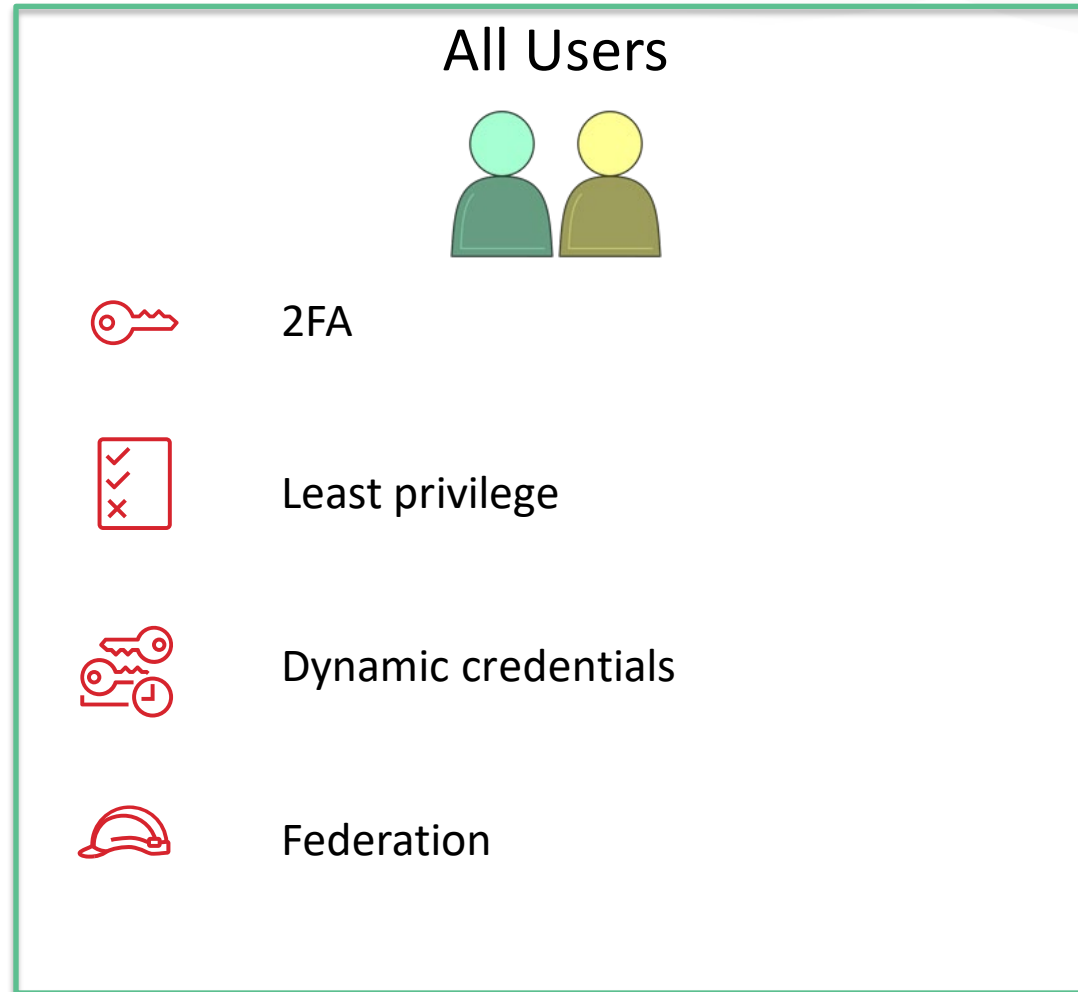 All Users
2FA
Least privilege
Dynamic credentials
Federation